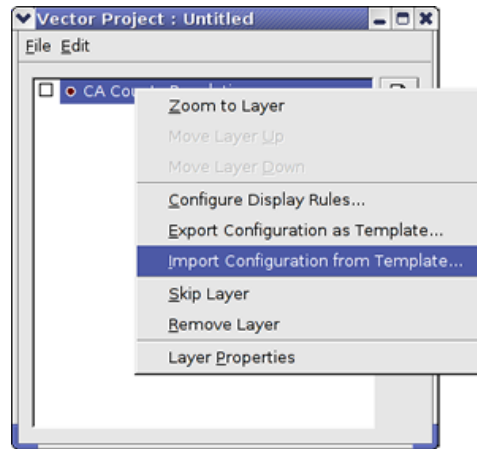 Vector Project : Untitled
File Edit
CA
Zoom to Layer
Move Layer Up
Move Layer Down
Configure Display Rules...
Export Configuration as Template...
Import Configuration from Template...
Skip Layer
Remove Layer
Layer Properties